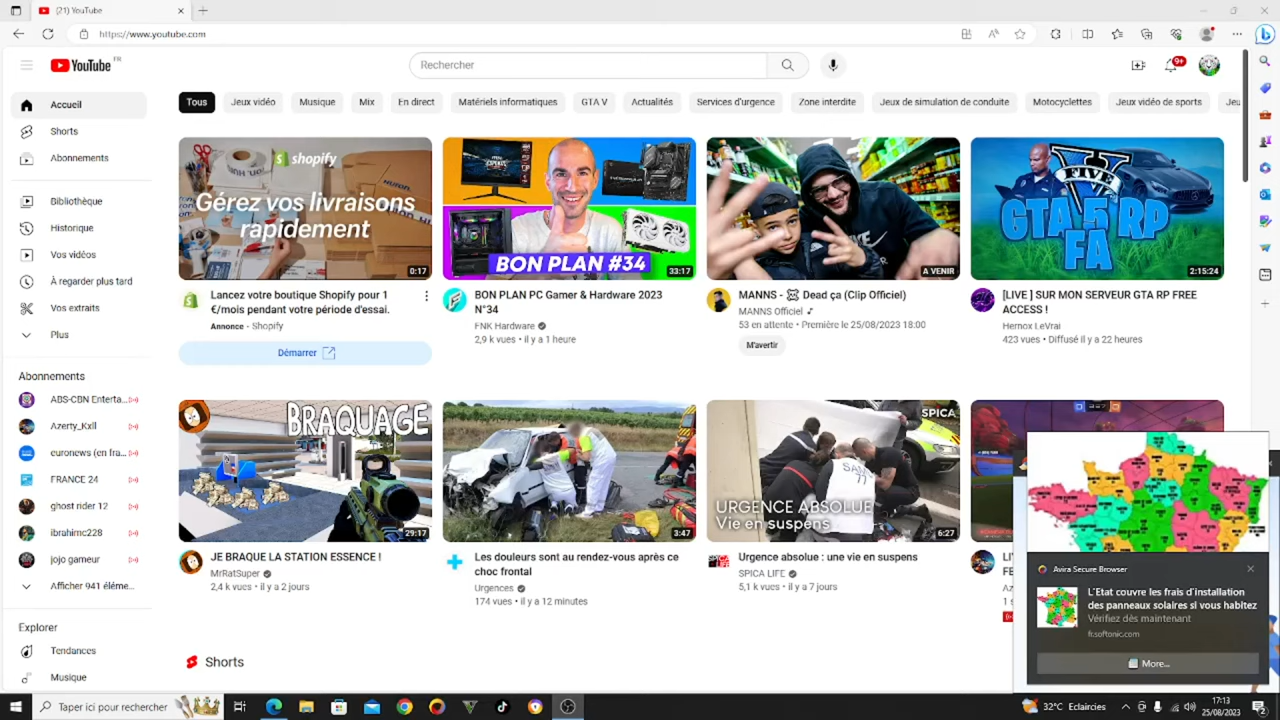 (21) YouTube
https://www.youtube.com
YouTube FR
Rechercher
9+
Tous
Jeux vidéo
Musique
Mix
En direct
Matériels informatiques
GTA V
Actualités
Services d'urgence
Zone interdite
Jeux de simulation de conduite
Motocyclettes
Jeux vidéo de sports
Jeu
Accueil
Shorts
Abonnements
Bibliothèque
Historique
Vos vidéos
À regarder plus tard
Vos extraits
Plus
Abonnements
ABS-CBN Enterta...
Azerty_Kxll
euronews (en fra...
FRANCE 24
ghost rider 12
ibrahimc228
jojo gameur
Afficher 941 éléme...
Explorer
Tendances
Musique
shopify
Gérez vos livraisons
rapidement
0:17
Lancez votre boutique Shopify pour 1
€/mois pendant votre période d'essai.
Annonce - Shopify
Démarrer
BON PLAN #34
33:17
BON PLAN PC Gamer & Hardware 2023
N°34
FNK Hardware
2,9 k vues • il y a 1 heure
A VENIR
MANNS - Dead ça (Clip Officiel)
MANNS Officiel
53 en attente • Première le 25/08/2023 18:00
M'avertir
FIVE
GTA 5 RP
FA
2:15:24
[LIVE ] SUR MON SERVEUR GTA RP FREE
ACCESS !
Hernox LeVrai
423 vues • Diffusé il y a 22 heures
BRAQUAGE
29:17
JE BRAQUE LA STATION ESSENCE !
MrRatSuper
2,4 k vues • il y a 2 jours
3:47
Les douleurs sont au rendez-vous après ce
choc frontal
Urgences
174 vues • il y a 12 minutes
SPICA
URGENCE ABSOLUE
Vie en suspens
6:27
Urgence absolue : une vie en suspens
SPICA LIFE
5,1 k vues • il y a 7 jours
Avira Secure Browser
L'Etat couvre les frais d'installation
des panneaux solaires si vous habitez
Vérifiez dès maintenant
fr.softonic.com
More...
Shorts
Taper ici pour rechercher
32°C Eclaircies
17:13
25/08/2023
2